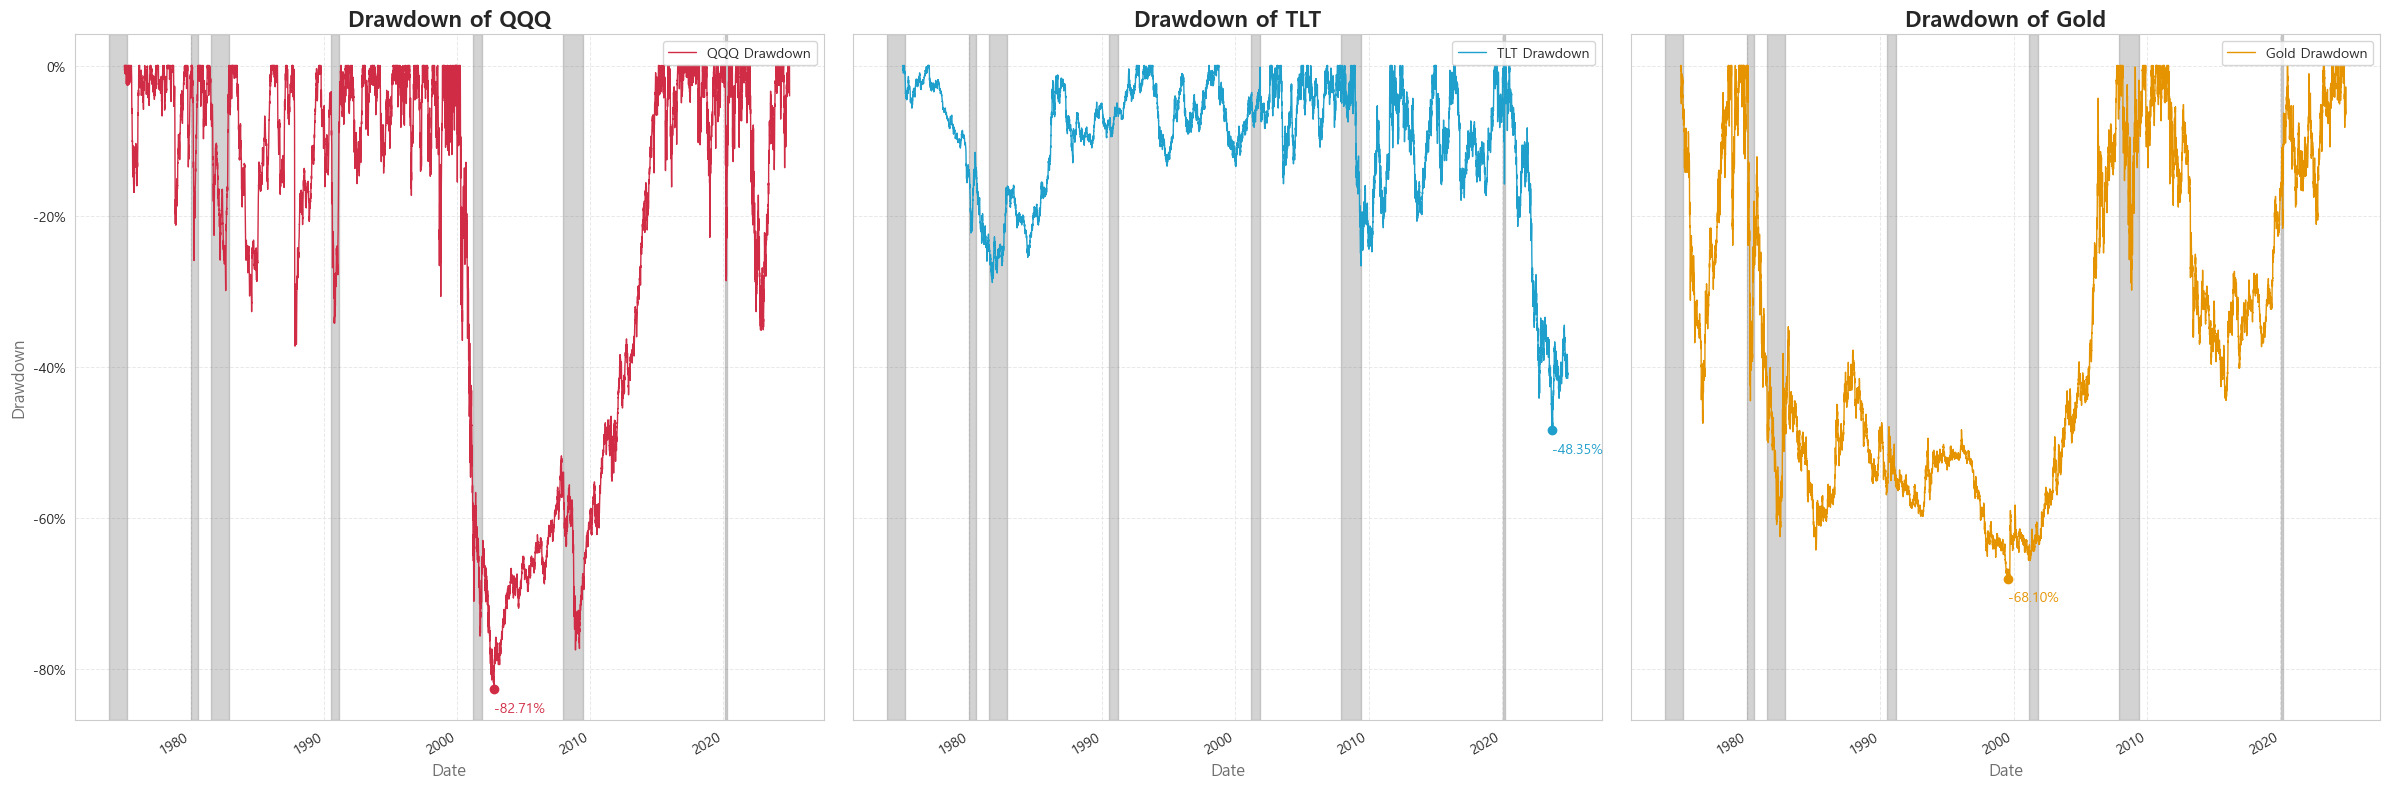 Drawdown of QQQ
QQQ Drawdown
0%
-20%
-40%
-60%
-80%
Drawdown
-82.71%
1980
1990
2000
2010
2020
Date
Drawdown of TLT
TLT Drawdown
-48.35%
1980
1990
2000
2010
2020
Date
Drawdown of Gold
Gold Drawdown
-68.10%
1980
1990
2000
2010
2020
Date